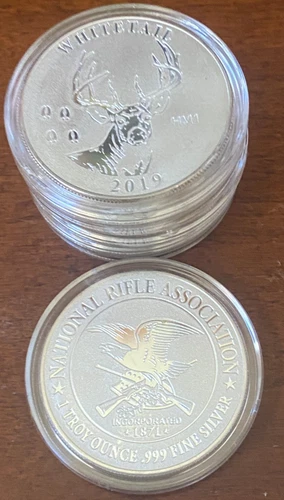 WHITETAIL
2019
NATIONAL RIFLE ASSOCIATION
INCORPORATED
1871
1 TROY OUNCE .999 FINE SILVER